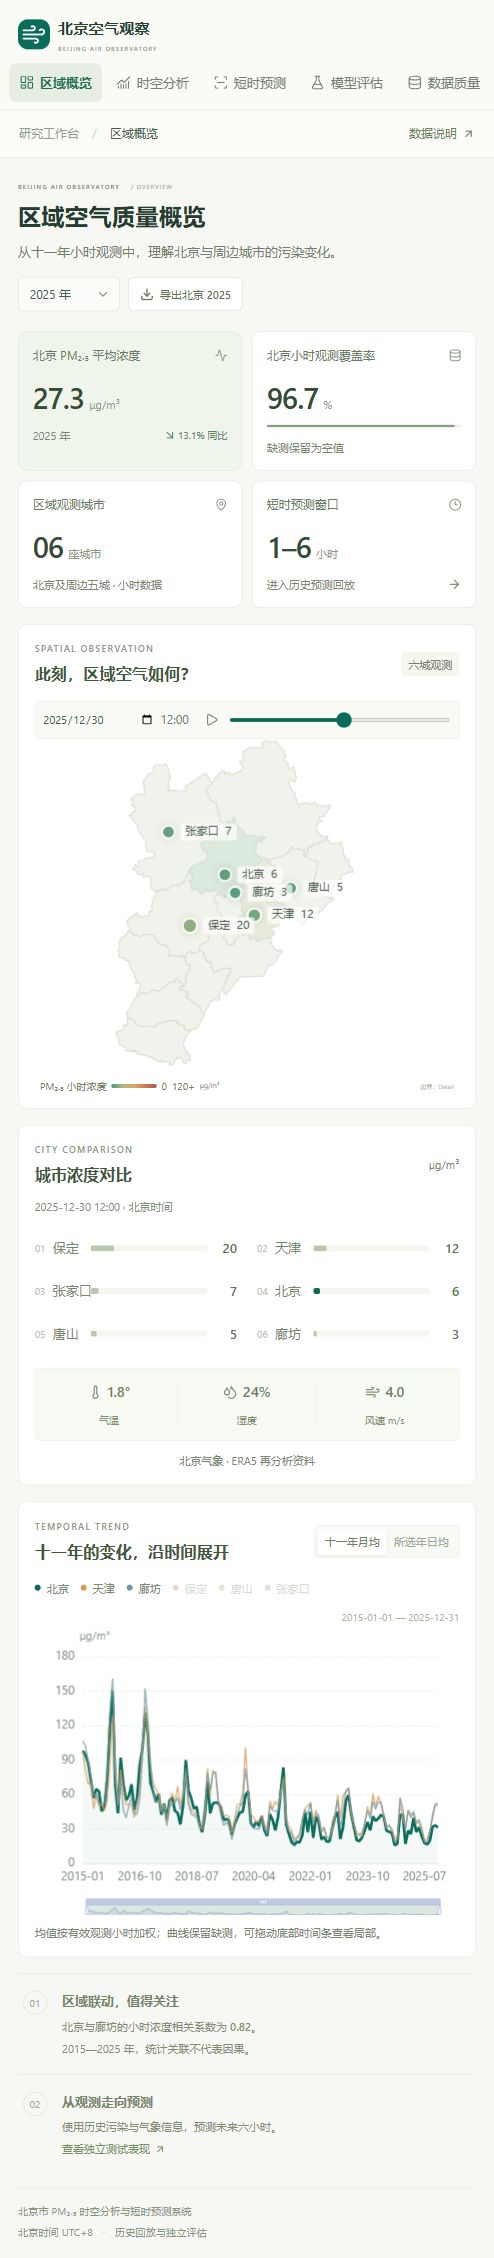 北京空气观察
BEIJING AIR OBSERVATORY
区域概览 时空分析 短时预测 模型评估 数据质量
研究工作台 / 区域概览 数据说明
BEIJING AIR OBSERVATORY / OVERVIEW
区域空气质量概览
从十一年小时观测中，理解北京与周边城市的污染变化。
2025 年 导出北京 2025
北京 PM₂.₅ 平均浓度
27.3 μg/m³
2025 年 13.1% 同比
北京小时观测覆盖率
96.7 %
缺测保留为空值
区域观测城市
06 座城市
北京及周边五城 · 小时数据
短时预测窗口
1–6 小时
进入历史预测回放
SPATIAL OBSERVATION
此刻，区域空气如何？
六城观测
2025/12/30 12:00
张家口 7
北京 6
廊坊 3
唐山 5
天津 12
保定 20
PM₂.₅ 小时浓度 0 120+ μg/m³
边界：DataV
CITY COMPARISON
城市浓度对比
μg/m³
2025-12-30 12:00 · 北京时间
01 保定 20 02 天津 12
03 张家口 7 04 北京 6
05 唐山 5 06 廊坊 3
1.8° 24% 4.0
气温 湿度 风速 m/s
北京气象 · ERA5 再分析资料
TEMPORAL TREND
十一年的变化，沿时间展开
十一年月均 所选年日均
北京 天津 廊坊 保定 唐山 张家口
2015-01-01 — 2025-12-31
μg/m³
180
150
120
90
60
30
0
2015-01 2016-10 2018-07 2020-04 2022-01 2023-10 2025-07
均值按有效观测小时加权；曲线保留缺测，可拖动底部时间条查看局部。
01 区域联动，值得关注
北京与廊坊的小时浓度相关系数为 0.82。
2015—2025 年，统计关联不代表因果。
02 从观测走向预测
使用历史污染与气象信息，预测未来六小时。
查看独立测试表现
北京市 PM₂.₅ 时空分析与短时预测系统
北京时间 UTC+8 · 历史回放与独立评估